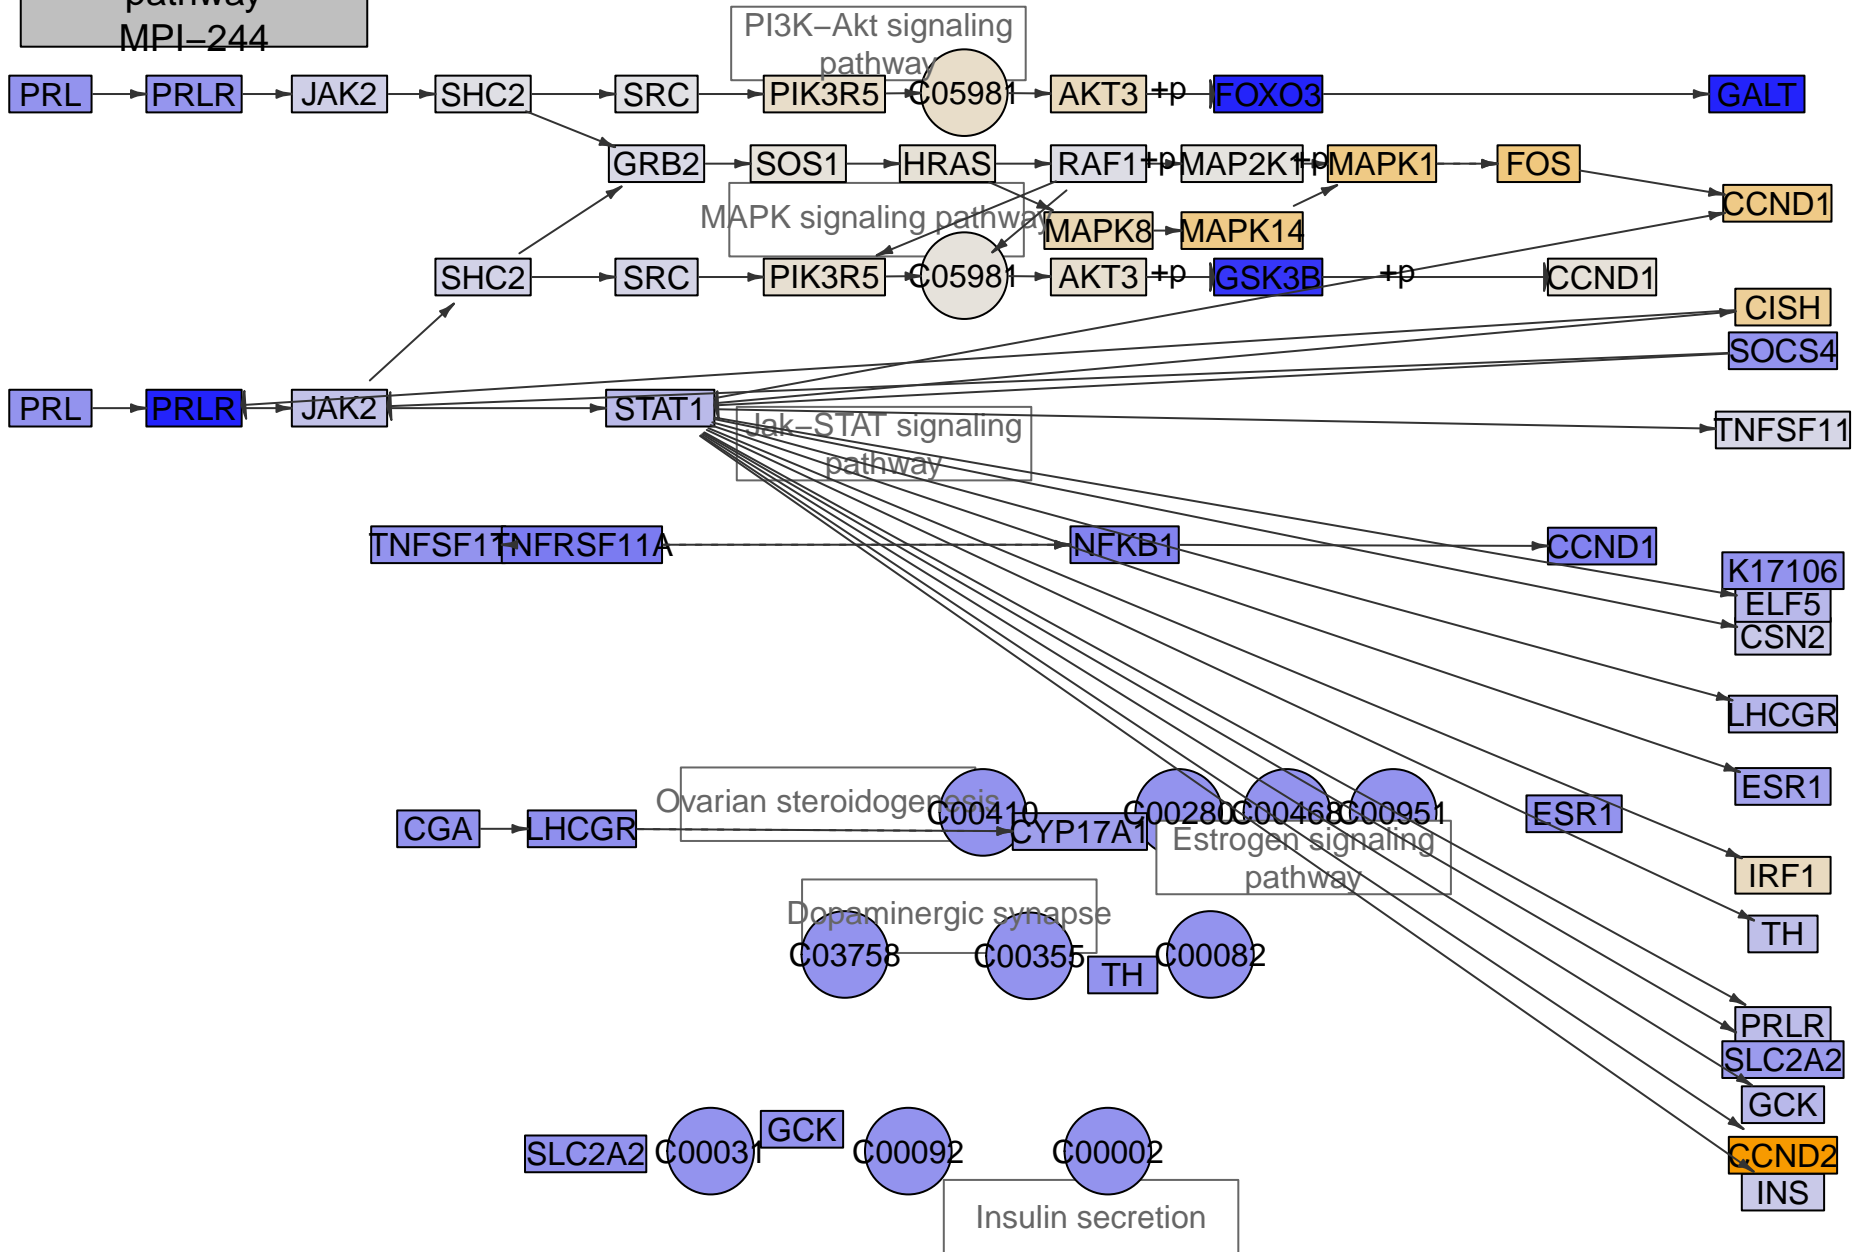 pathway
MPI−244
PI3K−Akt signaling
pathway
PRL
PRLR
JAK2
SHC2
SRC
PIK3R5
C05981
AKT3
+p
FOXO3
GALT
GRB2
SOS1
HRAS
RAF1
+p
MAP2K1
+p
MAPK1
FOS
CCND1
MAPK signaling pathway
MAPK8
MAPK14
SHC2
SRC
PIK3R5
C05981
AKT3
+p
GSK3B
+p
CCND1
CISH
SOCS4
PRL
PRLR
JAK2
STAT1
Jak−STAT signaling
pathway
TNFSF11
TNFSF11
TNFRSF11A
NFKB1
CCND1
K17106
ELF5
CSN2
LHCGR
ESR1
Ovarian steroidogenesis
C00410
C00280
C00468
C00951
ESR1
CGA
LHCGR
CYP17A1
Estrogen signaling
pathway
IRF1
Dopaminergic synapse
TH
C03758
C00355
TH
C00082
PRLR
SLC2A2
GCK
SLC2A2
C00031
GCK
C00092
C00002
CCND2
INS
Insulin secretion